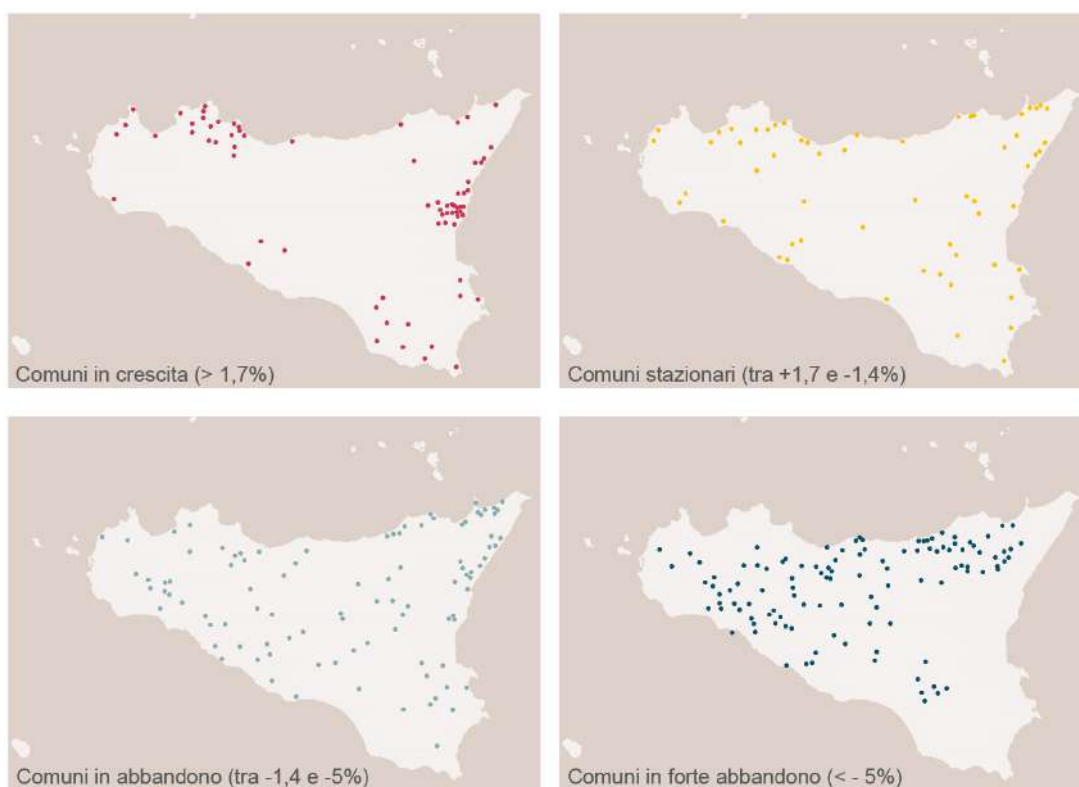 Comuni in crescita (> 1,7%)
Comuni stazionari (tra +1,7 e -1,4%)
Comuni in abbandono (tra -1,4 e -5%)
Comuni in forte abbandono (< - 5%)